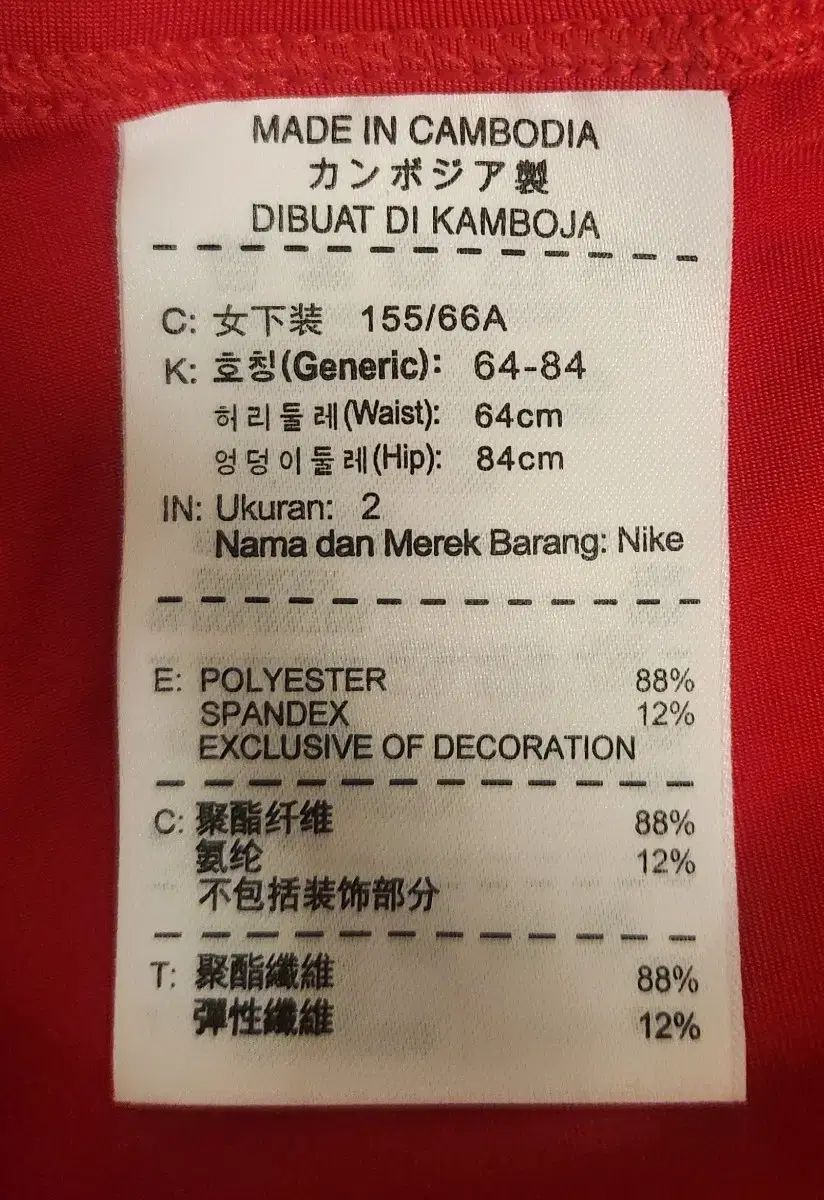 MADE IN CAMBODIA
カンボジア製
DIBUAT DI KAMBOJA
C: 女下装 155/66A
K: 호칭(Generic): 64-84
허리둘레(Waist): 64cm
엉덩이둘레(Hip): 84cm
IN: Ukuran: 2
Nama dan Merek Barang: Nike
E: POLYESTER 88%
SPANDEX 12%
EXCLUSIVE OF DECORATION
C: 聚酯纤维 88%
氨纶 12%
不包括装饰部分
T: 聚酯纖維 88%
彈性纖維 12%